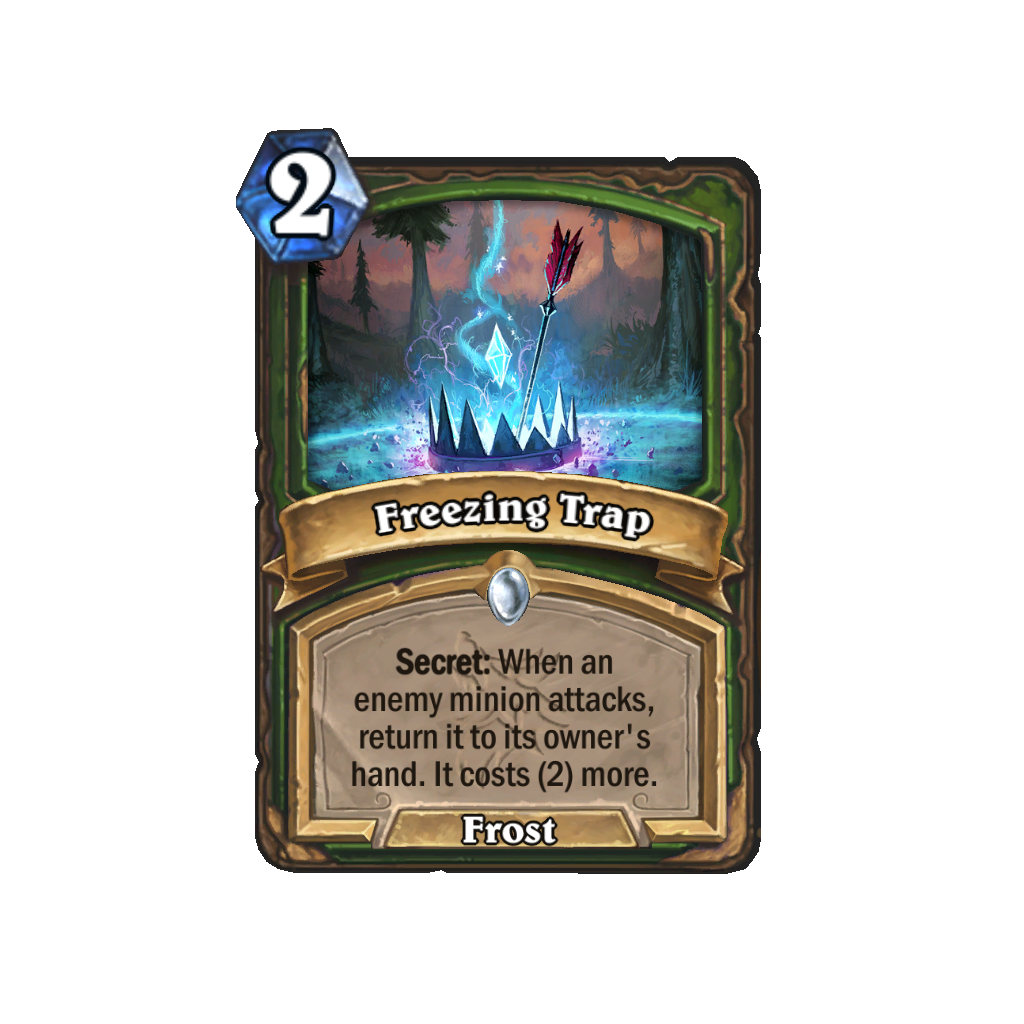 2
Freezing Trap
Secret: When an
enemy minion attacks,
return it to its owner's
hand. It costs (2) more.
Frost